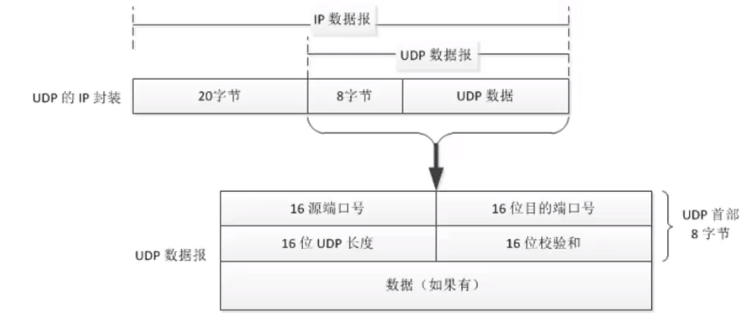 IP 数据报
UDP 数据报
UDP 的 IP 封装
20字节
8字节
UDP 数据
16 源端口号
16 位目的端口号
16 位 UDP 长度
16 位校验和
UDP 首部
8 字节
UDP 数据报
数据（如果有）